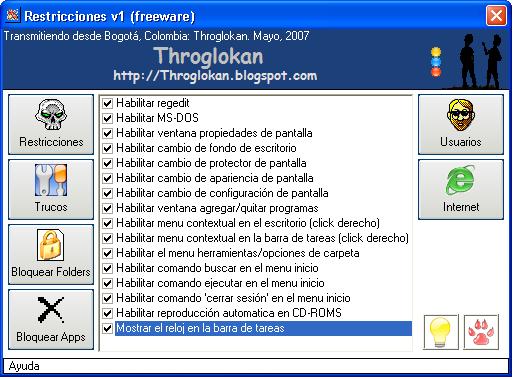 Restricciones v1 (freeware)
Transmitiendo desde Bogotá, Colombia: Throglokan. Mayo, 2007
Throglokan
http://Throglokan.blogspot.com
Restricciones
Trucos
Bloquear Folders
Bloquear Apps
Habilitar regedit
Habilitar MS-DOS
Habilitar ventana propiedades de pantalla
Habilitar cambio de fondo de escritorio
Habilitar cambio de protector de pantalla
Habilitar cambio de apariencia de pantalla
Habilitar cambio de configuración de pantalla
Habilitar ventana agregar/quitar programas
Habilitar menu contextual en el escritorio (click derecho)
Habilitar menu contextual en la barra de tareas (click derecho)
Habilitar el menu herramientas/opciones de carpeta
Habilitar comando buscar en el menu inicio
Habilitar comando ejecutar en el menu inicio
Habilitar comando 'cerrar sesión' en el menu inicio
Habilitar reproducción automatica en CD-ROMS
Mostrar el reloj en la barra de tareas
Usuarios
Internet
Ayuda